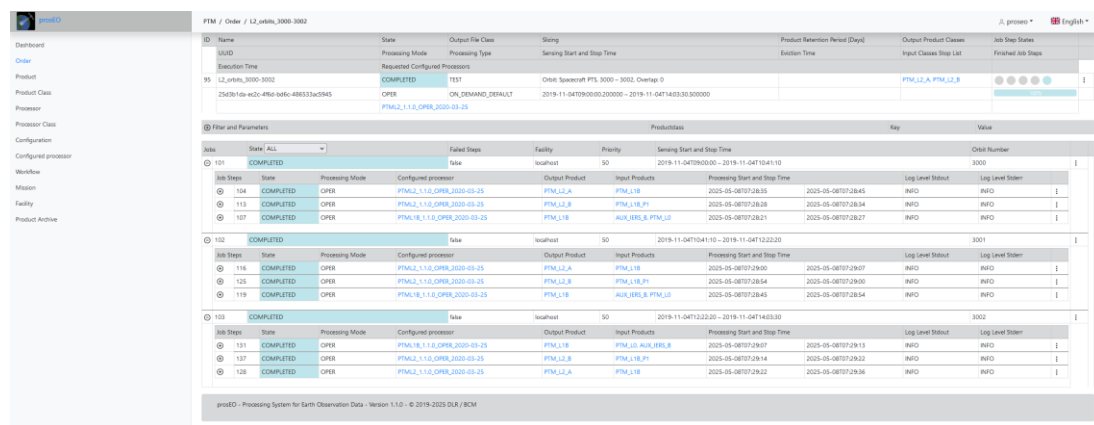 prosEO
PTM / Order / L2_orbits_3000-3002
proseo
English
Dashboard
Order
Product
Product Class
Processor
Processor Class
Configuration
Configured processor
Workflow
Mission
Facility
Product Archive
ID Name State Output File Class Slicing Product Retention Period [Days] Output Product Classes Job Step States
UUID Processing Mode Processing Type Sensing Start and Stop Time Eviction Time Input Classes Stop List Finished Job Steps
Execution Time Requested Configured Processors
95 L2_orbits_3000-3002 COMPLETED TEST Orbit: Spacecraft PTS, 3000 – 3002, Overlap: 0 PTM_L2_A, PTM_L2_B
25d3b1da-ec2c-4f6d-bd6c-486533ac5945 OPER ON_DEMAND_DEFAULT 2019-11-04T09:00:00.200000 – 2019-11-04T14:03:30.500000
PTML2_1.1.0_OPER_2020-03-25
Filter and Parameters Productclass Key Value
Jobs State ALL Failed Steps Facility Priority Sensing Start and Stop Time Orbit Number
101 COMPLETED false localhost 50 2019-11-04T09:00:00 – 2019-11-04T10:41:10 3000
Job Steps State Processing Mode Configured processor Output Product Input Products Processing Start and Stop Time Log Level Stdout Log Level Stderr
104 COMPLETED OPER PTML2_1.1.0_OPER_2020-03-25 PTM_L2_A PTM_L1B 2025-05-08T07:28:35 2025-05-08T07:28:45 INFO INFO
113 COMPLETED OPER PTML2_1.1.0_OPER_2020-03-25 PTM_L2_B PTM_L1B_P1 2025-05-08T07:28:28 2025-05-08T07:28:34 INFO INFO
107 COMPLETED OPER PTML1B_1.1.0_OPER_2020-03-25 PTM_L1B AUX_IERS_B, PTM_L0 2025-05-08T07:28:21 2025-05-08T07:28:27 INFO INFO
102 COMPLETED false localhost 50 2019-11-04T10:41:10 – 2019-11-04T12:22:20 3001
Job Steps State Processing Mode Configured processor Output Product Input Products Processing Start and Stop Time Log Level Stdout Log Level Stderr
116 COMPLETED OPER PTML2_1.1.0_OPER_2020-03-25 PTM_L2_A PTM_L1B 2025-05-08T07:29:00 2025-05-08T07:29:07 INFO INFO
125 COMPLETED OPER PTML2_1.1.0_OPER_2020-03-25 PTM_L2_B PTM_L1B_P1 2025-05-08T07:28:54 2025-05-08T07:29:00 INFO INFO
119 COMPLETED OPER PTML1B_1.1.0_OPER_2020-03-25 PTM_L1B AUX_IERS_B, PTM_L0 2025-05-08T07:28:45 2025-05-08T07:28:54 INFO INFO
103 COMPLETED false localhost 50 2019-11-04T12:22:20 – 2019-11-04T14:03:30 3002
Job Steps State Processing Mode Configured processor Output Product Input Products Processing Start and Stop Time Log Level Stdout Log Level Stderr
131 COMPLETED OPER PTML1B_1.1.0_OPER_2020-03-25 PTM_L1B PTM_L0, AUX_IERS_B 2025-05-08T07:29:07 2025-05-08T07:29:13 INFO INFO
137 COMPLETED OPER PTML2_1.1.0_OPER_2020-03-25 PTM_L2_B PTM_L1B_P1 2025-05-08T07:29:14 2025-05-08T07:29:22 INFO INFO
128 COMPLETED OPER PTML2_1.1.0_OPER_2020-03-25 PTM_L2_A PTM_L1B 2025-05-08T07:29:22 2025-05-08T07:29:36 INFO INFO
prosEO - Processing System for Earth Observation Data - Version 1.1.0 - © 2019-2025 DLR / BCM